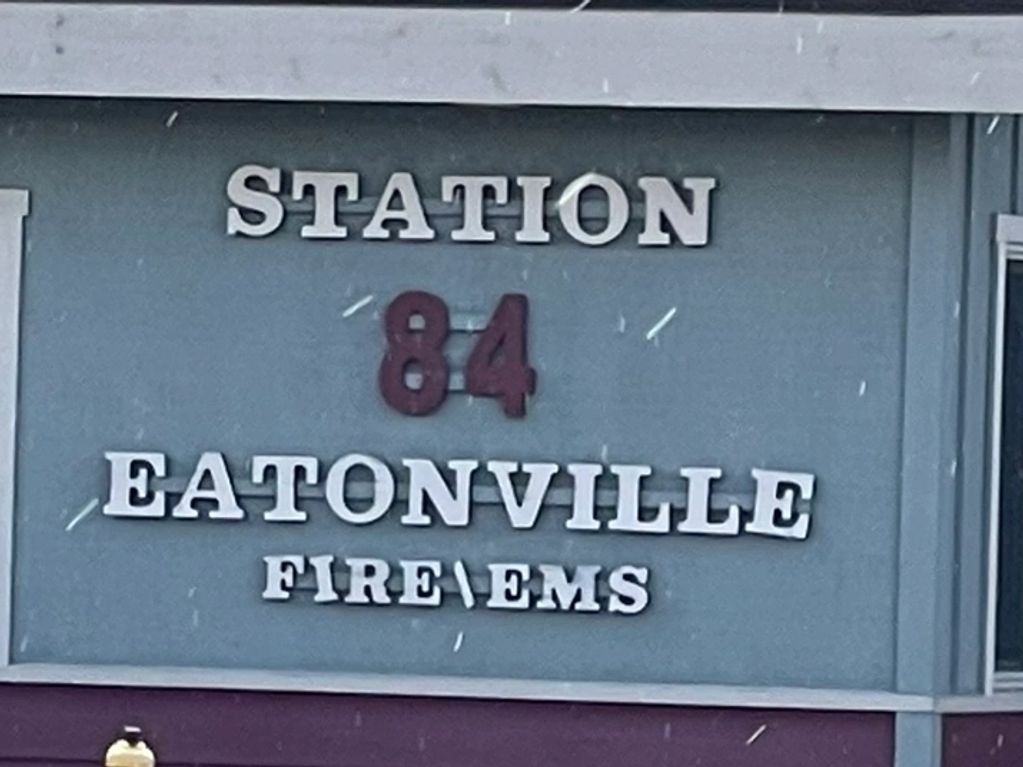 STATION
84
EATONVILLE
FIRE\EMS